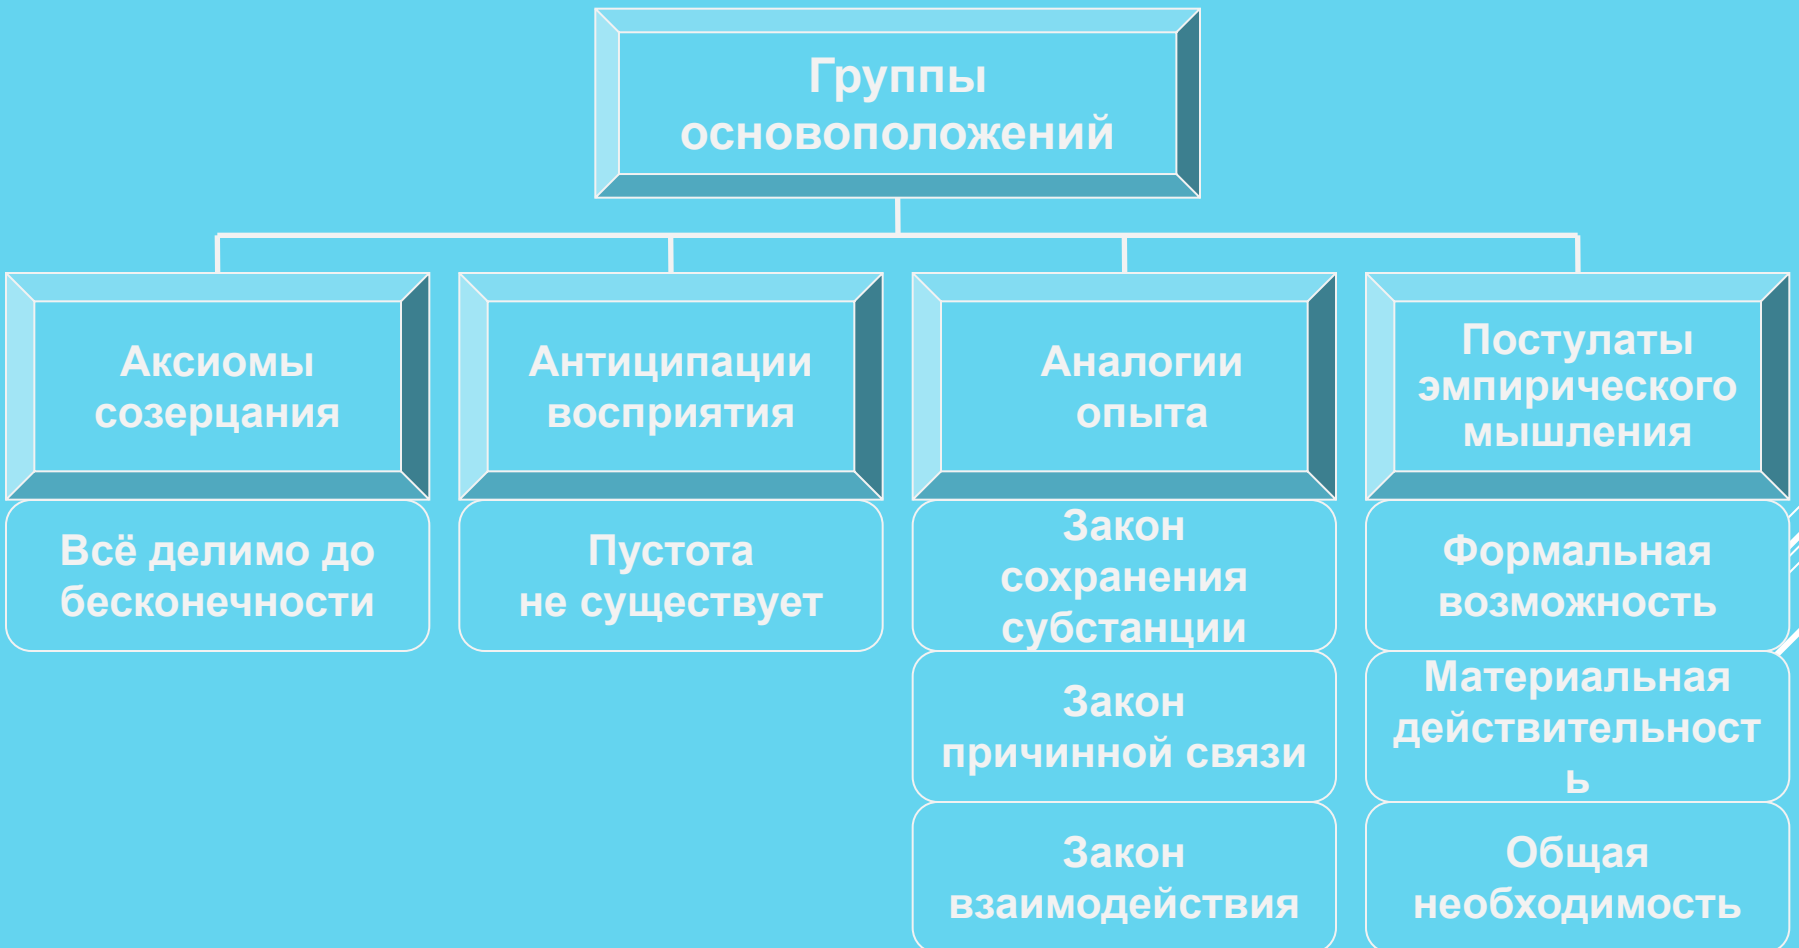 Группы
основоположений
Аксиомы
созерцания
Всё делимо до
бесконечности
Антиципации
восприятия
Пустота
не существует
Аналогии
опыта
Закон
сохранения
субстанции
Закон
причинной связи
Закон
взаимодействия
Постулаты
эмпирического
мышления
Формальная
возможность
Материальная
действительност
ь
Общая
необходимость